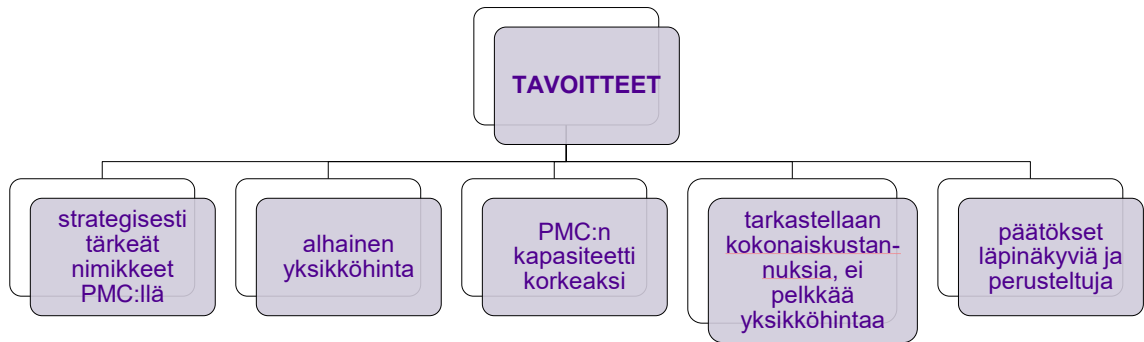 TAVOITTEET
strategisesti
tärkeät
nimikkeet
PMC:llä
alhainen
yksikköhinta
PMC:n
kapasiteetti
korkeaksi
tarkastellaan
kokonaiskustan-
nuksia, ei
pelkkää
yksikköhintaa
päätökset
läpinäkyviä ja
perusteltuja